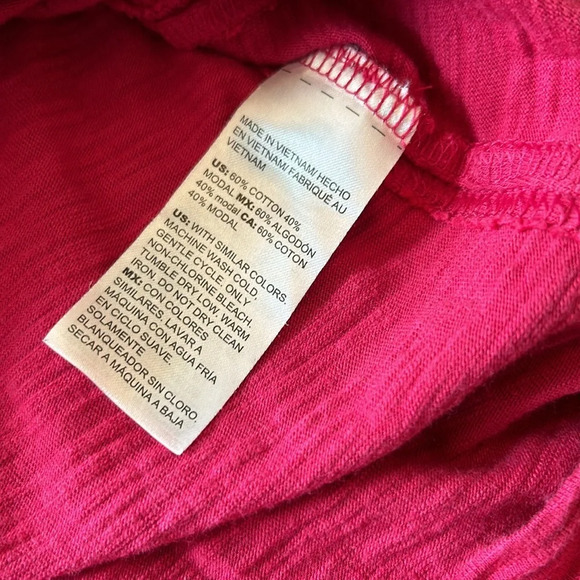 MADE IN VIETNAM/ HECHO
EN VIETNAM/ FABRIQUÉ AU
VIETNAM
US: 60% COTTON 40%
MODAL MX: 60% ALGODÓN
40% modal CA: 60% COTON
40% MODAL
US: WITH SIMILAR COLORS.
MACHINE WASH COLD,
GENTLE CYCLE. ONLY
NON-CHLORINE BLEACH,
TUMBLE DRY LOW. WARM
IRON. DO NOT DRY CLEAN
MX: CON COLORES
SIMILARES. LAVAR A
MÁQUINA CON AGUA FRÍA
EN CICLO SUAVE.
SOLAMENTE
BLANQUEADOR SIN CLORO.
SECAR A MÁQUINA A BAJA